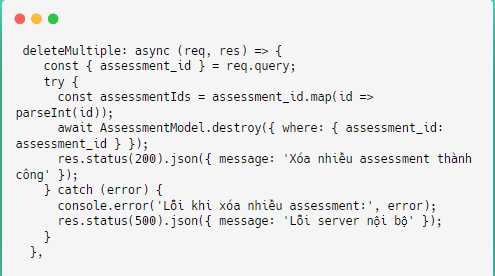 deleteMultiple: async (req, res) => {
const { assessment_id } = req.query;
try {
const assessmentIds = assessment_id.map(id =>
parseInt(id));
await AssessmentModel.destroy({ where: { assessment_id:
assessment_id } });
res.status(200).json({ message: 'Xóa nhiều assessment thành
công' });
} catch (error) {
console.error('Lỗi khi xóa nhiều assessment:', error);
res.status(500).json({ message: 'Lỗi server nội bộ' });
}
},